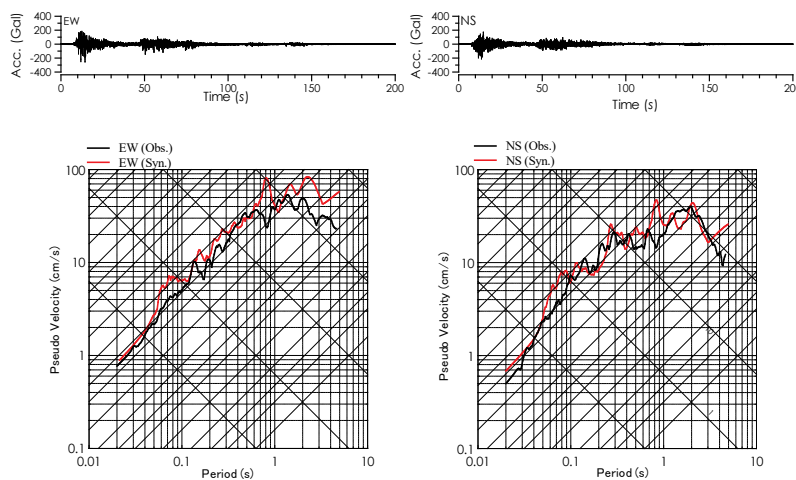 400
EW
200
0
-200
-400
Acc. (Gal)
0 50 100 150 200
Time (s)
400
NS
200
0
-200
-400
Acc. (Gal)
0 50 100 150 200
Time (s)
EW (Obs.)
EW (Syn.)
100
10
1
0.1
Pseudo Velocity (cm/s)
0.01 0.1 1 10
Period (s)
NS (Obs.)
NS (Syn.)
100
10
1
0.1
Pseudo Velocity (cm/s)
0.01 0.1 1 10
Period (s)